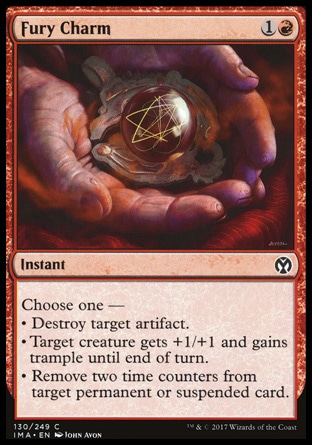 Fury Charm 1
Instant
Choose one —
• Destroy target artifact.
• Target creature gets +1/+1 and gains
trample until end of turn.
• Remove two time counters from
target permanent or suspended card.
130/249 C
IMA • EN John Avon
™ & © 2017 Wizards of the Coast